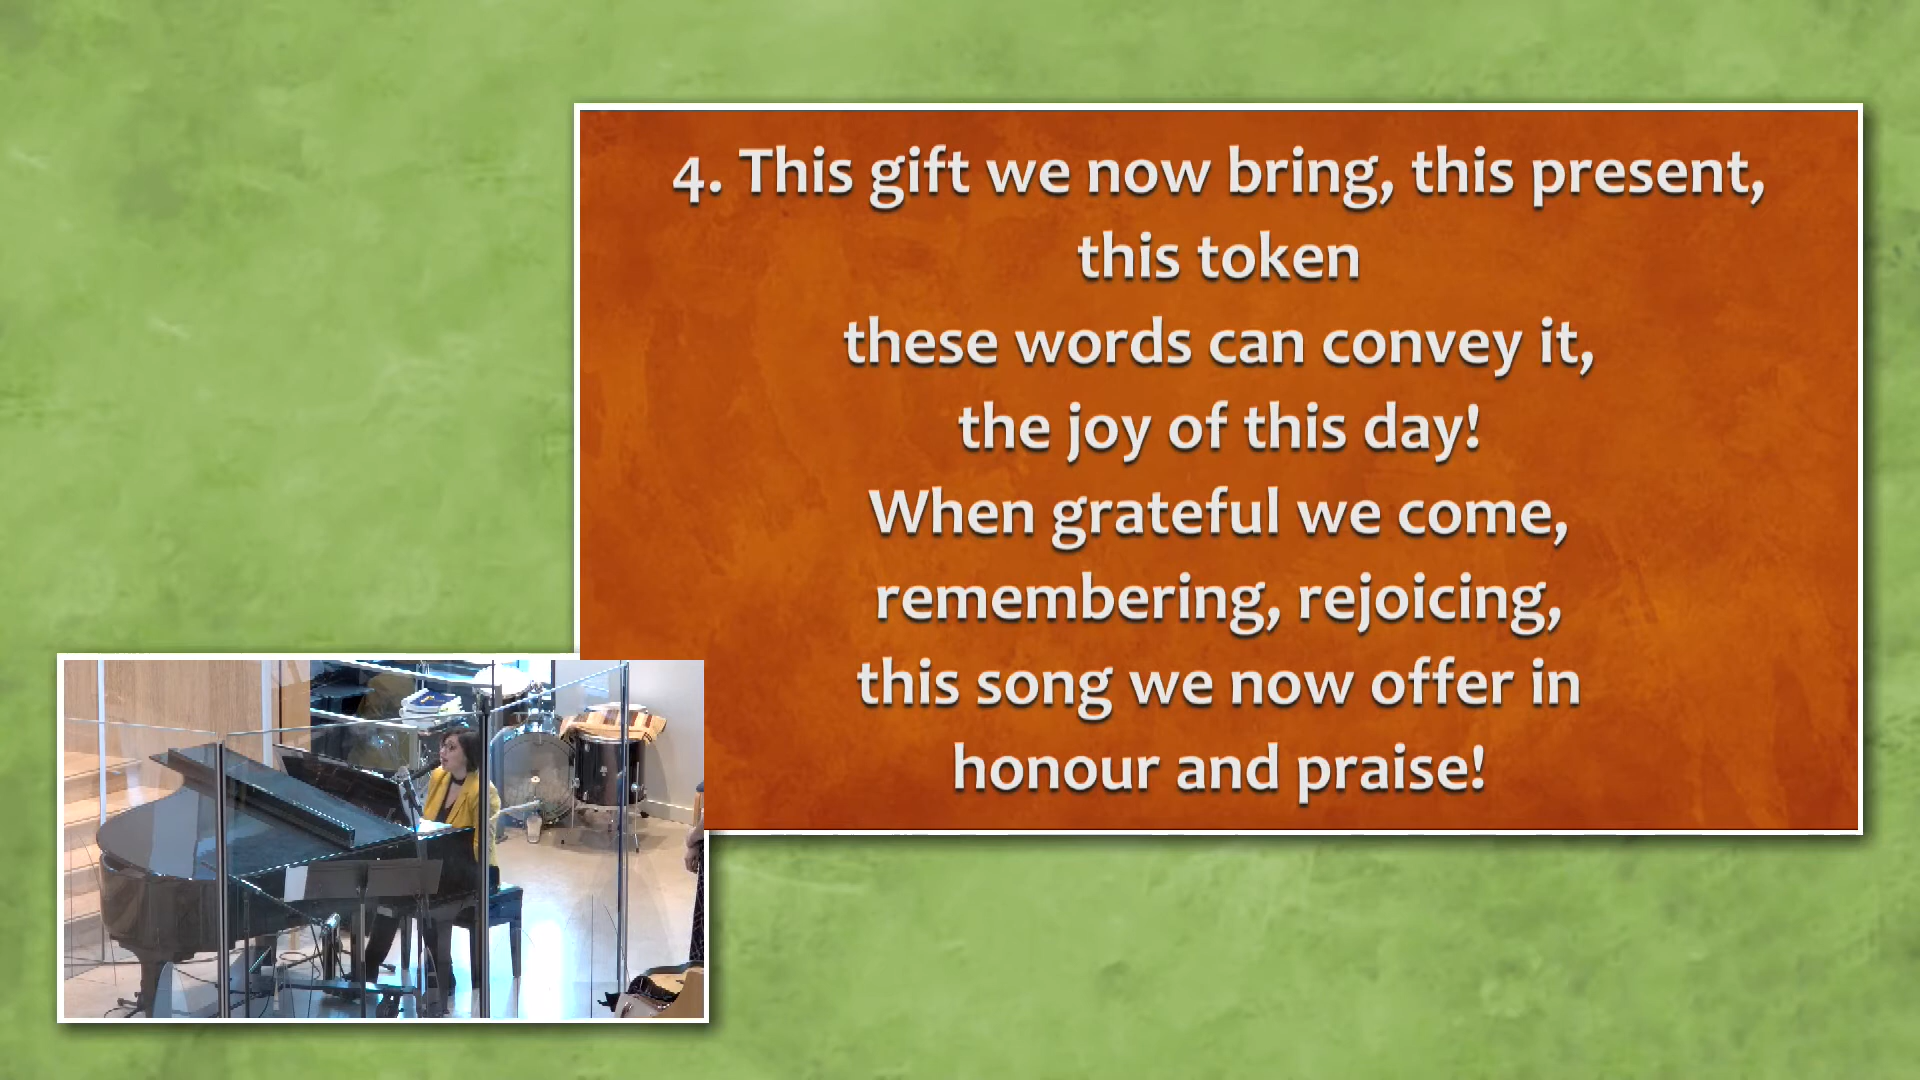 4. This gift we now bring, this present,
this token
these words can convey it,
the joy of this day!
When grateful we come,
remembering, rejoicing,
this song we now offer in
honour and praise!